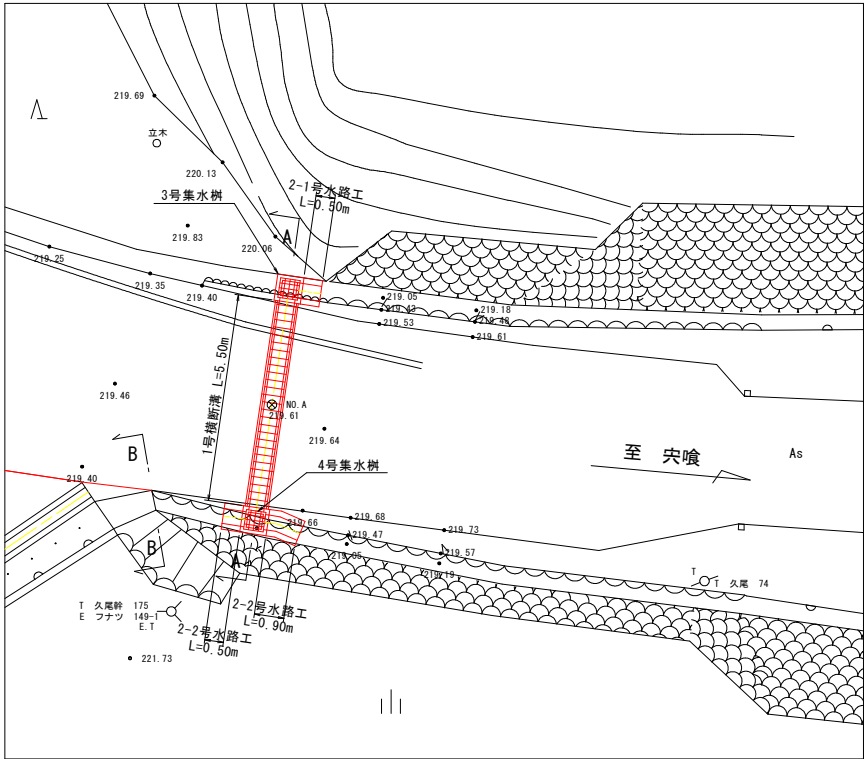 219.69
立木
220.13
2-1号水路工
L=0.50m
3号集水桝
219.83
A
220.06
219.25
219.35
219.40
219.05
219.43
219.18
219.48
219.53
219.61
1号横断溝 L=5.50m
219.46
NO.A
219.61
219.64
B
至 宍喰
As
4号集水桝
219.40
219.66
219.68
219.73
219.47
219.05
219.57
219.19
B
A
T
T 久尾 74
T 久尾幹 175
E フナツ 149-1
E.T
2-2号水路工
L=0.90m
2-2号水路工
L=0.50m
221.73